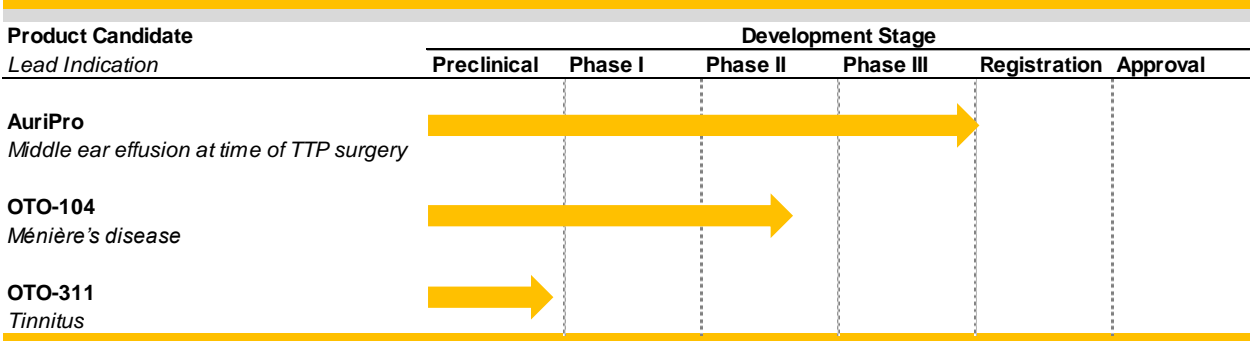 Product Candidate Development Stage
Lead Indication Preclinical Phase I Phase II Phase III Registration Approval
AuriPro
Middle ear effusion at time of TTP surgery
OTO-104
Ménière's disease
OTO-311
Tinnitus